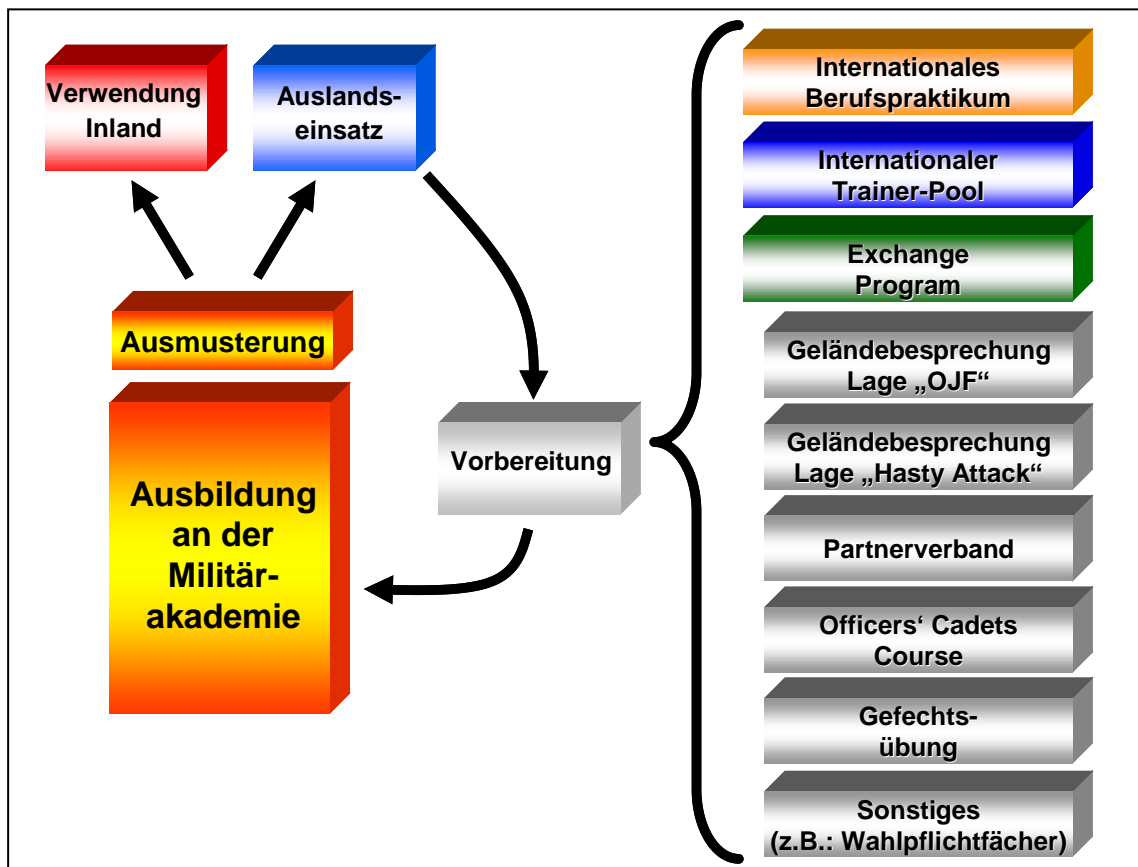 Verwendung
Inland
Auslands-
einsatz
Ausmusterung
Ausbildung
an der
Militär-
akademie
Vorbereitung
Internationales
Berufspraktikum
Internationaler
Trainer-Pool
Exchange
Program
Geländebesprechung
Lage „OJF“
Geländebesprechung
Lage „Hasty Attack“
Partnerverband
Officers‘ Cadets
Course
Gefechts-
übung
Sonstiges
(z.B.: Wahlpflichtfächer)